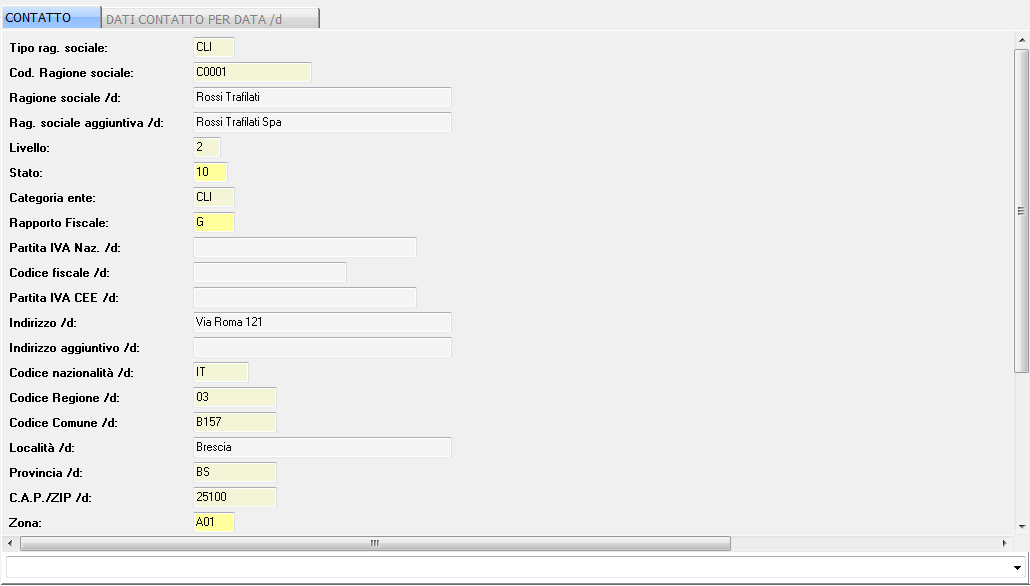 CONTATTO DATI CONTATTO PER DATA /d
Tipo rag. sociale: CLI
Cod. Ragione sociale: C0001
Ragione sociale /d: Rossi Trafilati
Rag. sociale aggiuntiva /d: Rossi Trafilati Spa
Livello: 2
Stato: 10
Categoria ente: CLI
Rapporto Fiscale: G
Partita IVA Naz. /d:
Codice fiscale /d:
Partita IVA CEE /d:
Indirizzo /d: Via Roma 121
Indirizzo aggiuntivo /d:
Codice nazionalità /d: IT
Codice Regione /d: 03
Codice Comune /d: B157
Località /d: Brescia
Provincia /d: BS
C.A.P./ZIP /d: 25100
Zona: A01